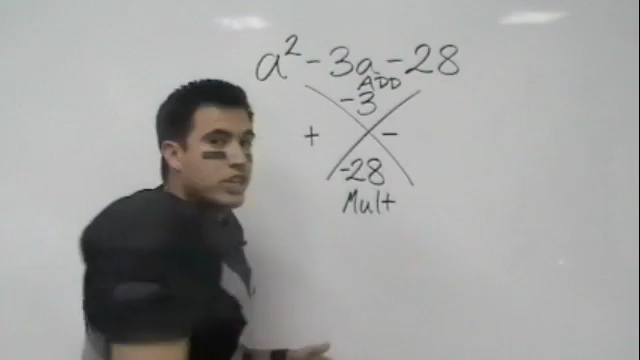 a² - 3a - 28
ADD
-3
+ -
-28
Mult